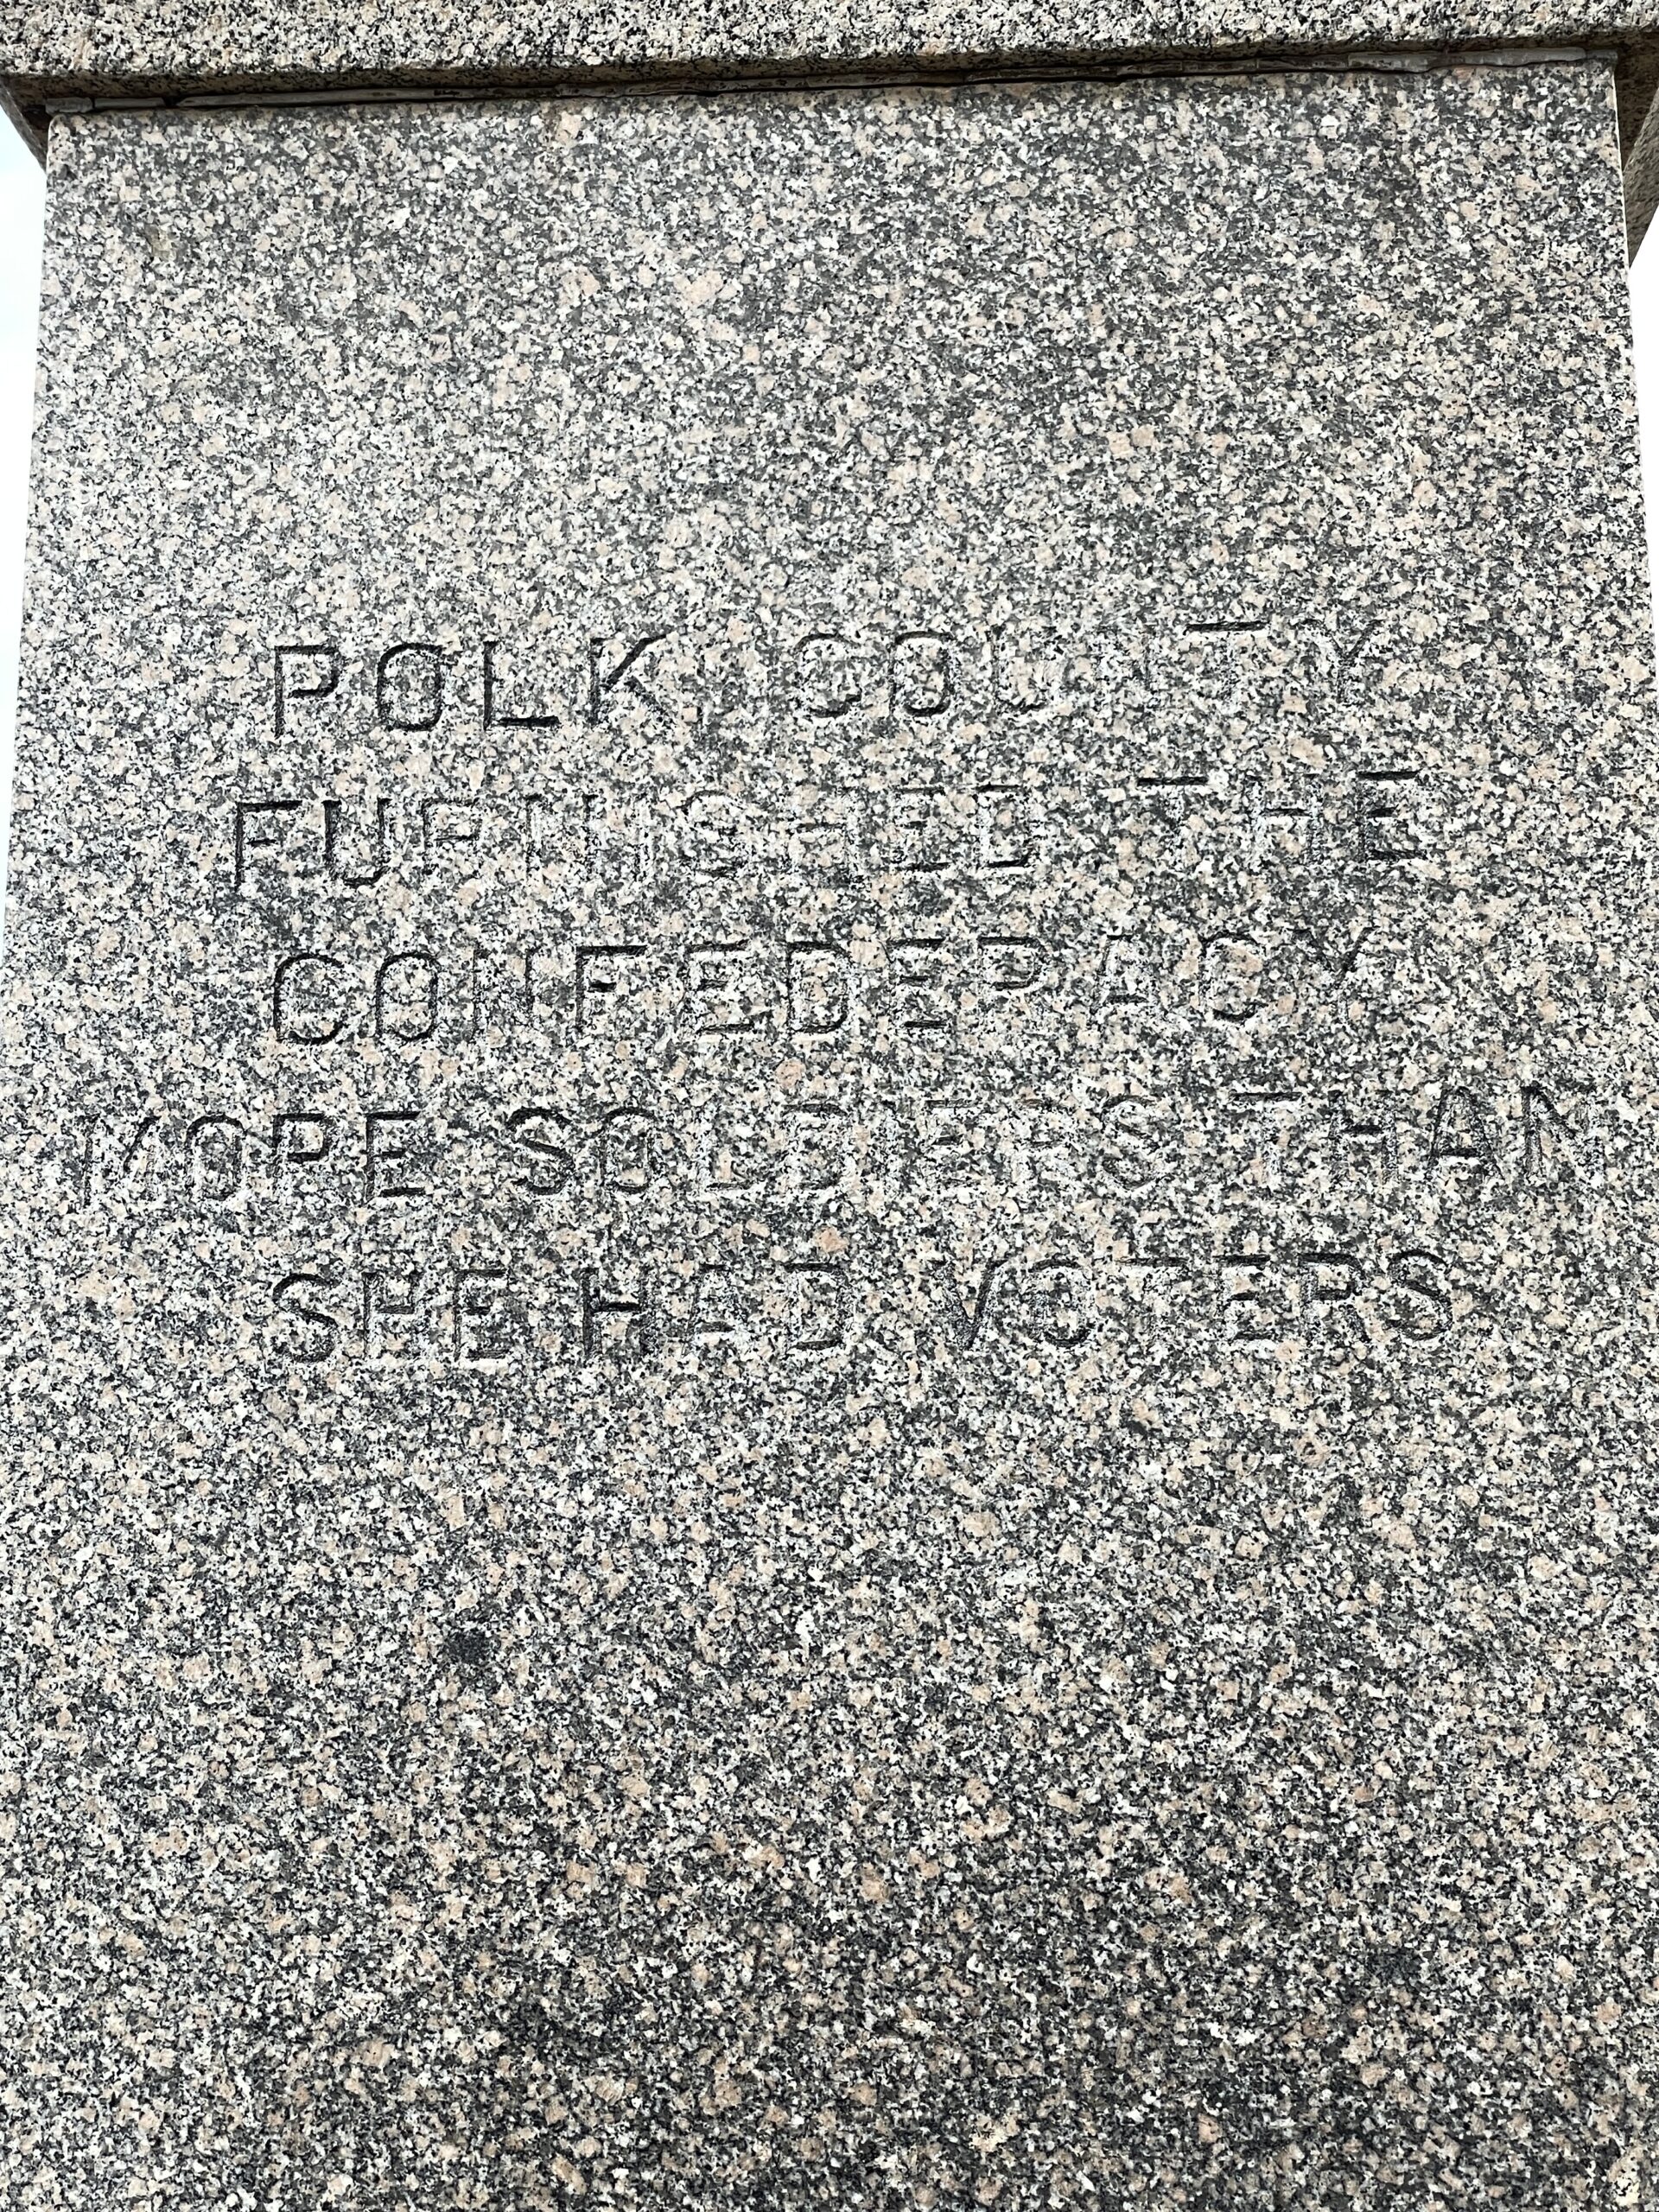 POLK COUNTY
FURNISHED THE
CONFEDERACY
MORE SOLDIERS THAN
SHE HAD VOTERS